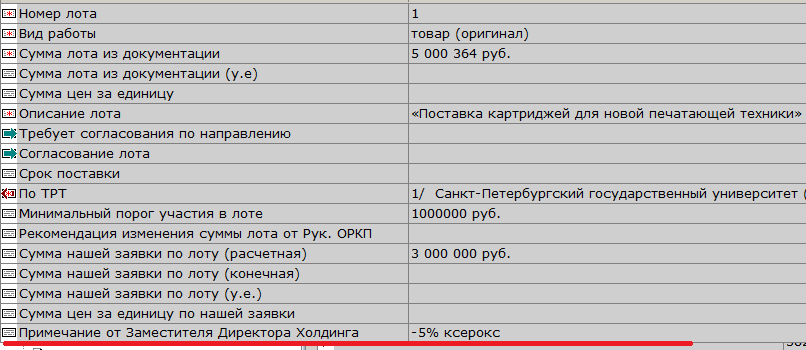 Номер лота 1
Вид работы товар (оригинал)
Сумма лота из документации 5 000 364 руб.
Сумма лота из документации (у.е)
Сумма цен за единицу
Описание лота «Поставка картриджей для новой печатающей техники»
Требует согласования по направлению
Согласование лота
Срок поставки
По ТРТ 1/ Санкт-Петербургский государственный университет (
Минимальный порог участия в лоте 1000000 руб.
Рекомендация изменения суммы лота от Рук. ОРКП
Сумма нашей заявки по лоту (расчетная) 3 000 000 руб.
Сумма нашей заявки по лоту (конечная)
Сумма нашей заявки по лоту (у.е.)
Сумма цен за единицу по нашей заявки
Примечание от Заместителя Директора Холдинга -5% ксерокс